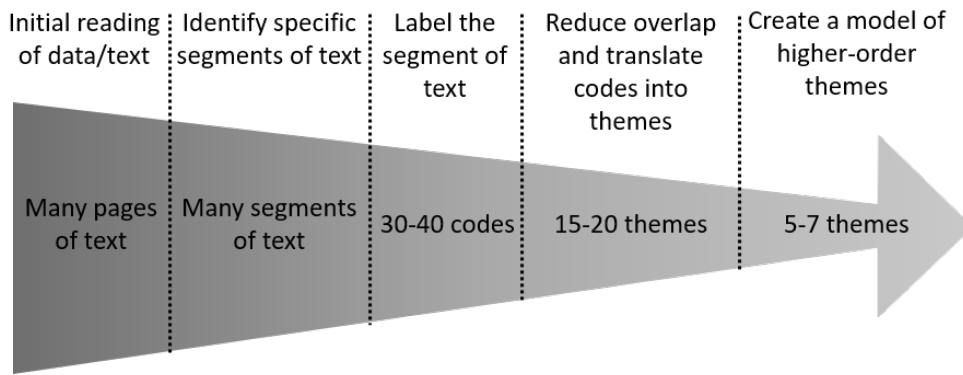 Initial reading
of data/text
Identify specific
segments of text
Label the
segment of
text
Reduce overlap
and translate
codes into
themes
Create a model of
higher-order
themes
Many pages
of text
Many segments
of text
30-40 codes
15-20 themes
5-7 themes